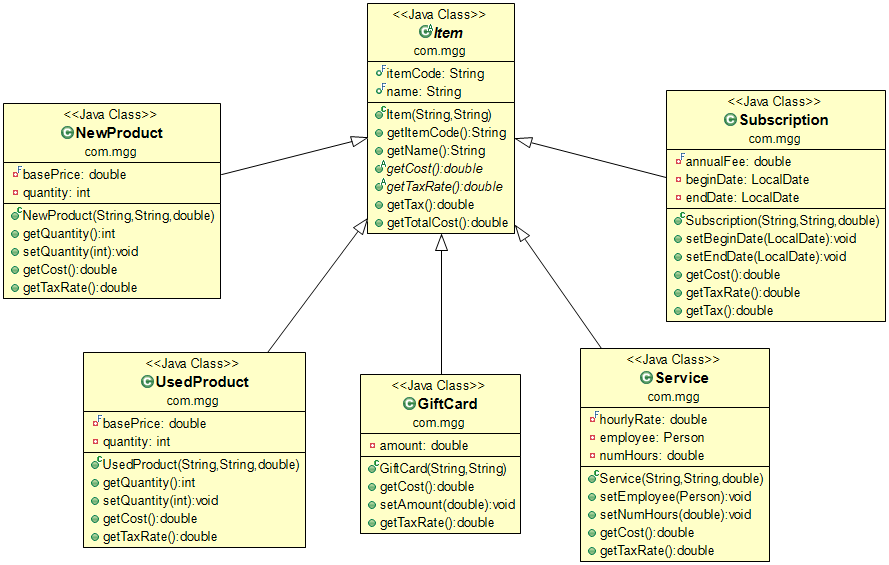 <<Java Class>>
Item
com.mgg
itemCode: String
name: String
Item(String,String)
getItemCode():String
getName():String
getCost():double
getTaxRate():double
getTax():double
getTotalCost():double
<<Java Class>>
NewProduct
com.mgg
basePrice: double
quantity: int
NewProduct(String,String,double)
getQuantity():int
setQuantity(int):void
getCost():double
getTaxRate():double
<<Java Class>>
Subscription
com.mgg
annualFee: double
beginDate: LocalDate
endDate: LocalDate
Subscription(String,String,double)
setBeginDate(LocalDate):void
setEndDate(LocalDate):void
getCost():double
getTaxRate():double
getTax():double
<<Java Class>>
UsedProduct
com.mgg
basePrice: double
quantity: int
UsedProduct(String,String,double)
getQuantity():int
setQuantity(int):void
getCost():double
getTaxRate():double
<<Java Class>>
GiftCard
com.mgg
amount: double
GiftCard(String,String)
getCost():double
setAmount(double):void
getTaxRate():double
<<Java Class>>
Service
com.mgg
hourlyRate: double
employee: Person
numHours: double
Service(String,String,double)
setEmployee(Person):void
setNumHours(double):void
getCost():double
getTaxRate():double